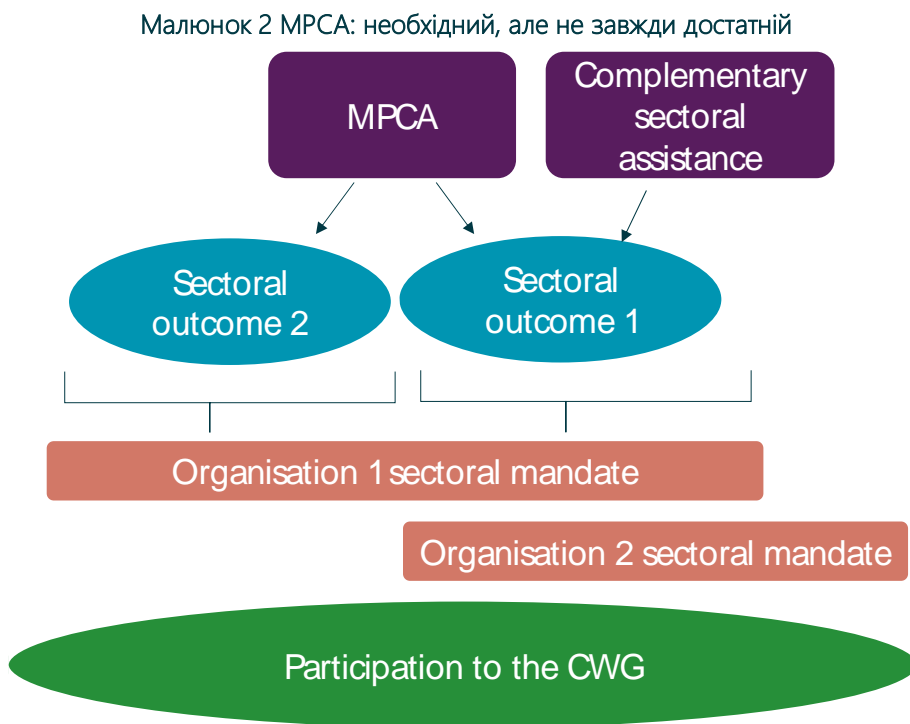 Малюнок 2 MPCA: необхідний, але не завжди достатній
MPCA
Complementary
sectoral
assistance
Sectoral
outcome 2
Sectoral
outcome 1
Organisation 1 sectoral mandate
Organisation 2 sectoral mandate
Participation to the CWG